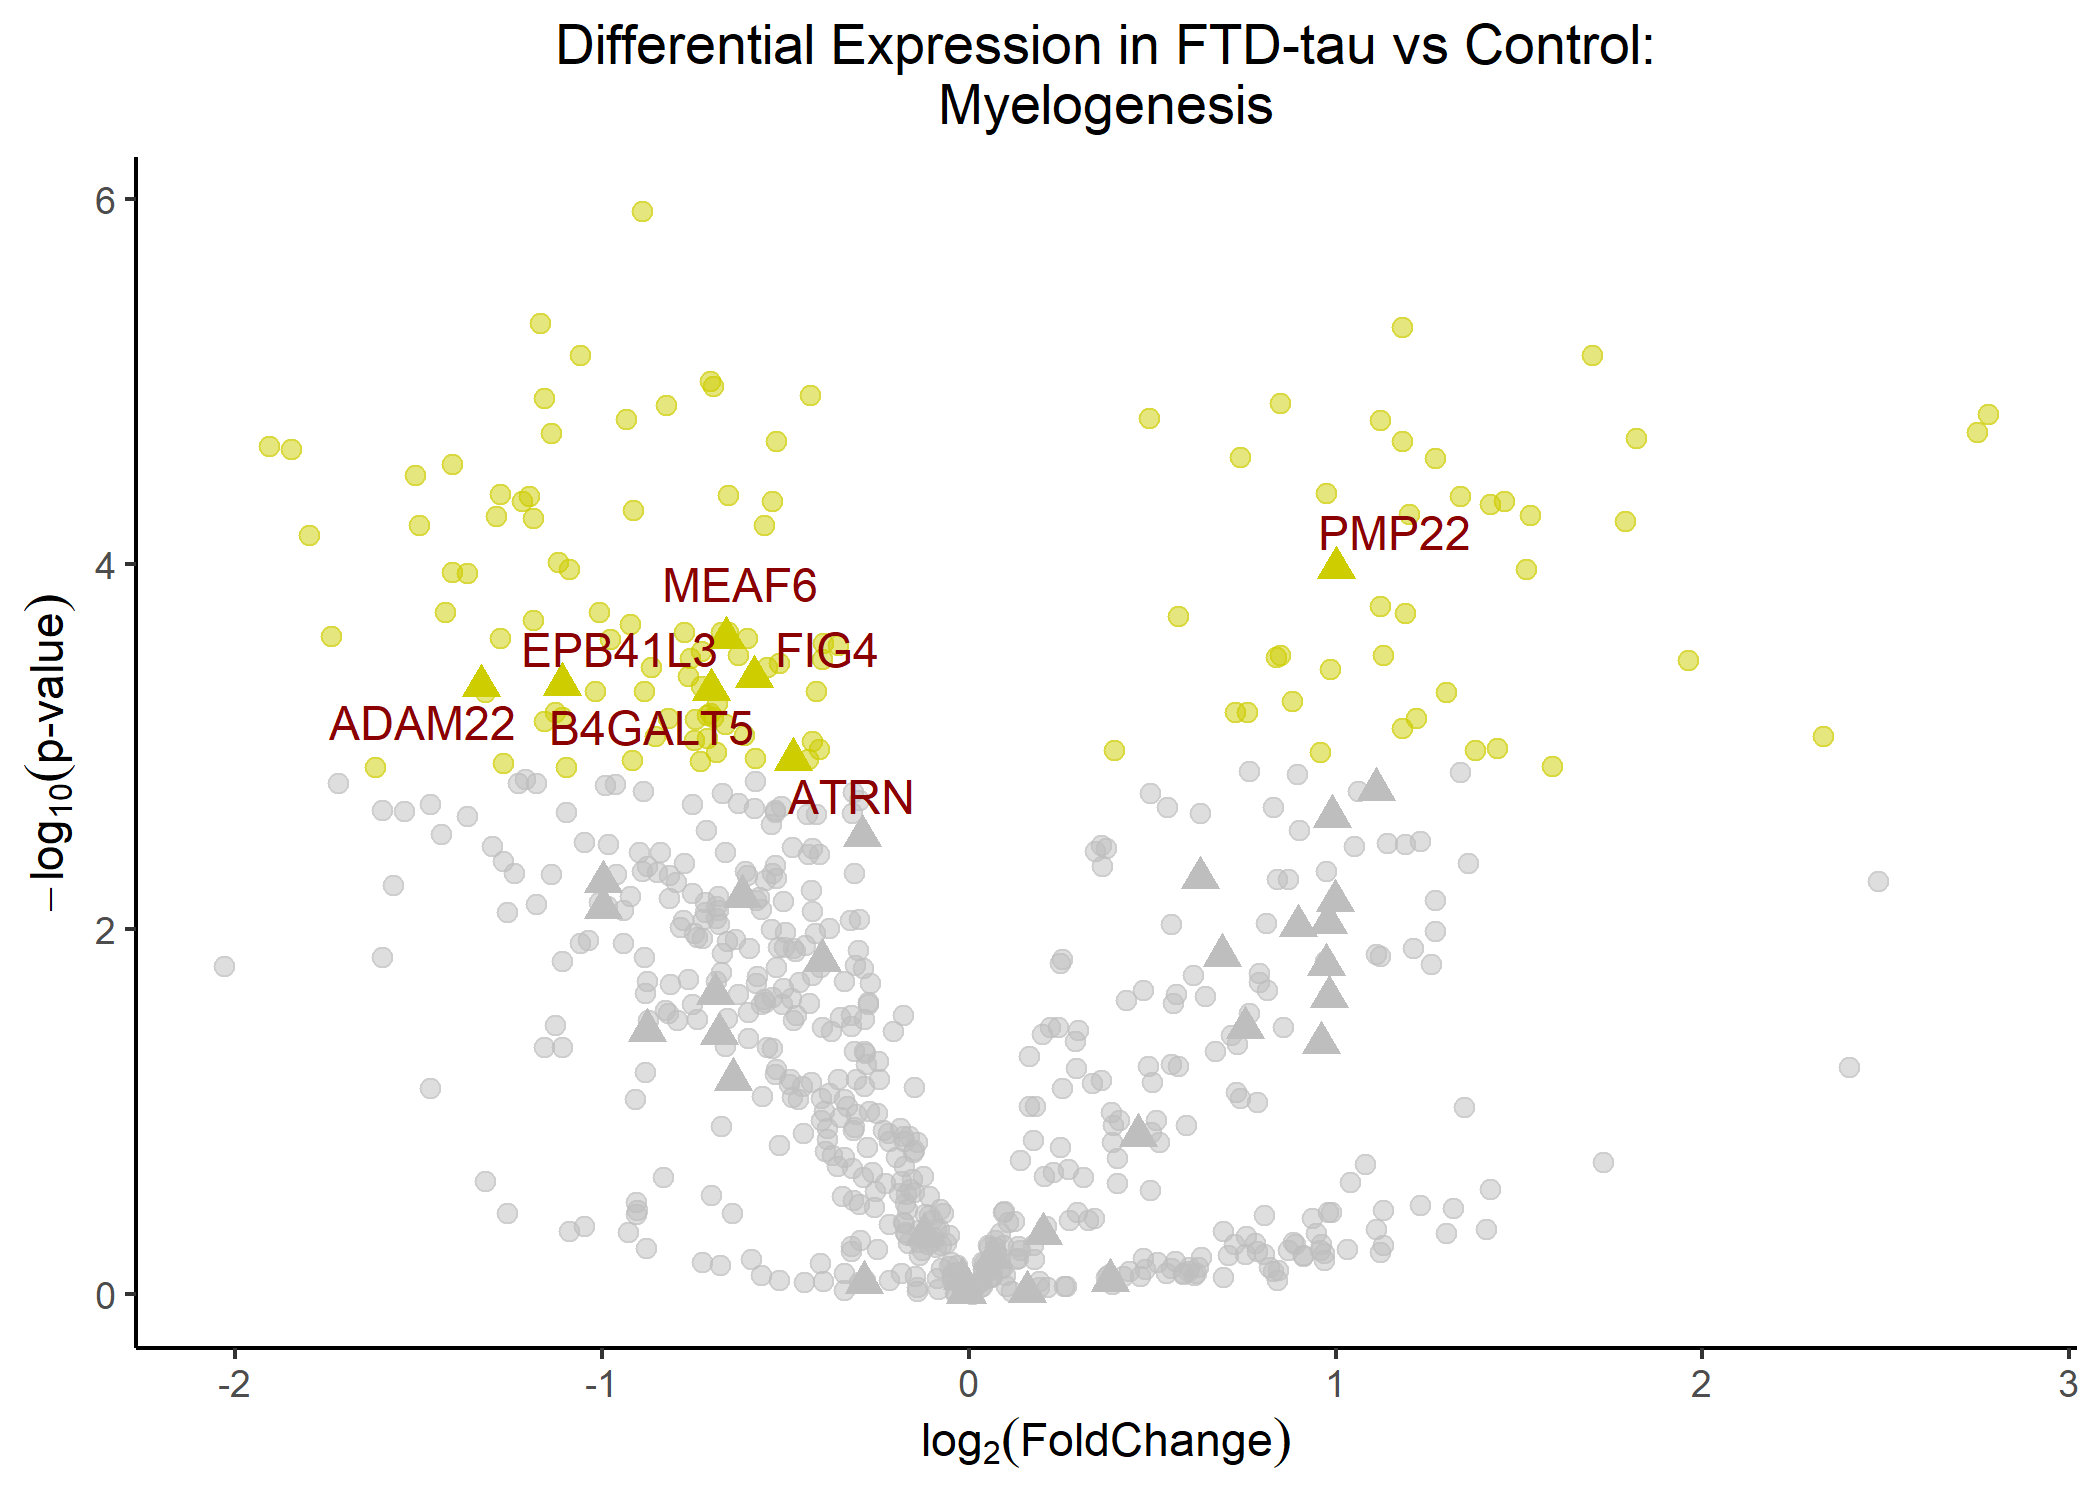 Differential Expression in FTD-tau vs Control:
Myelogenesis
−log₁₀(p-value)
6
4
2
0
PMP22
MEAF6
EPB41L3
FIG4
ADAM22
B4GALT5
ATRN
-2
-1
0
1
2
3
log₂(FoldChange)